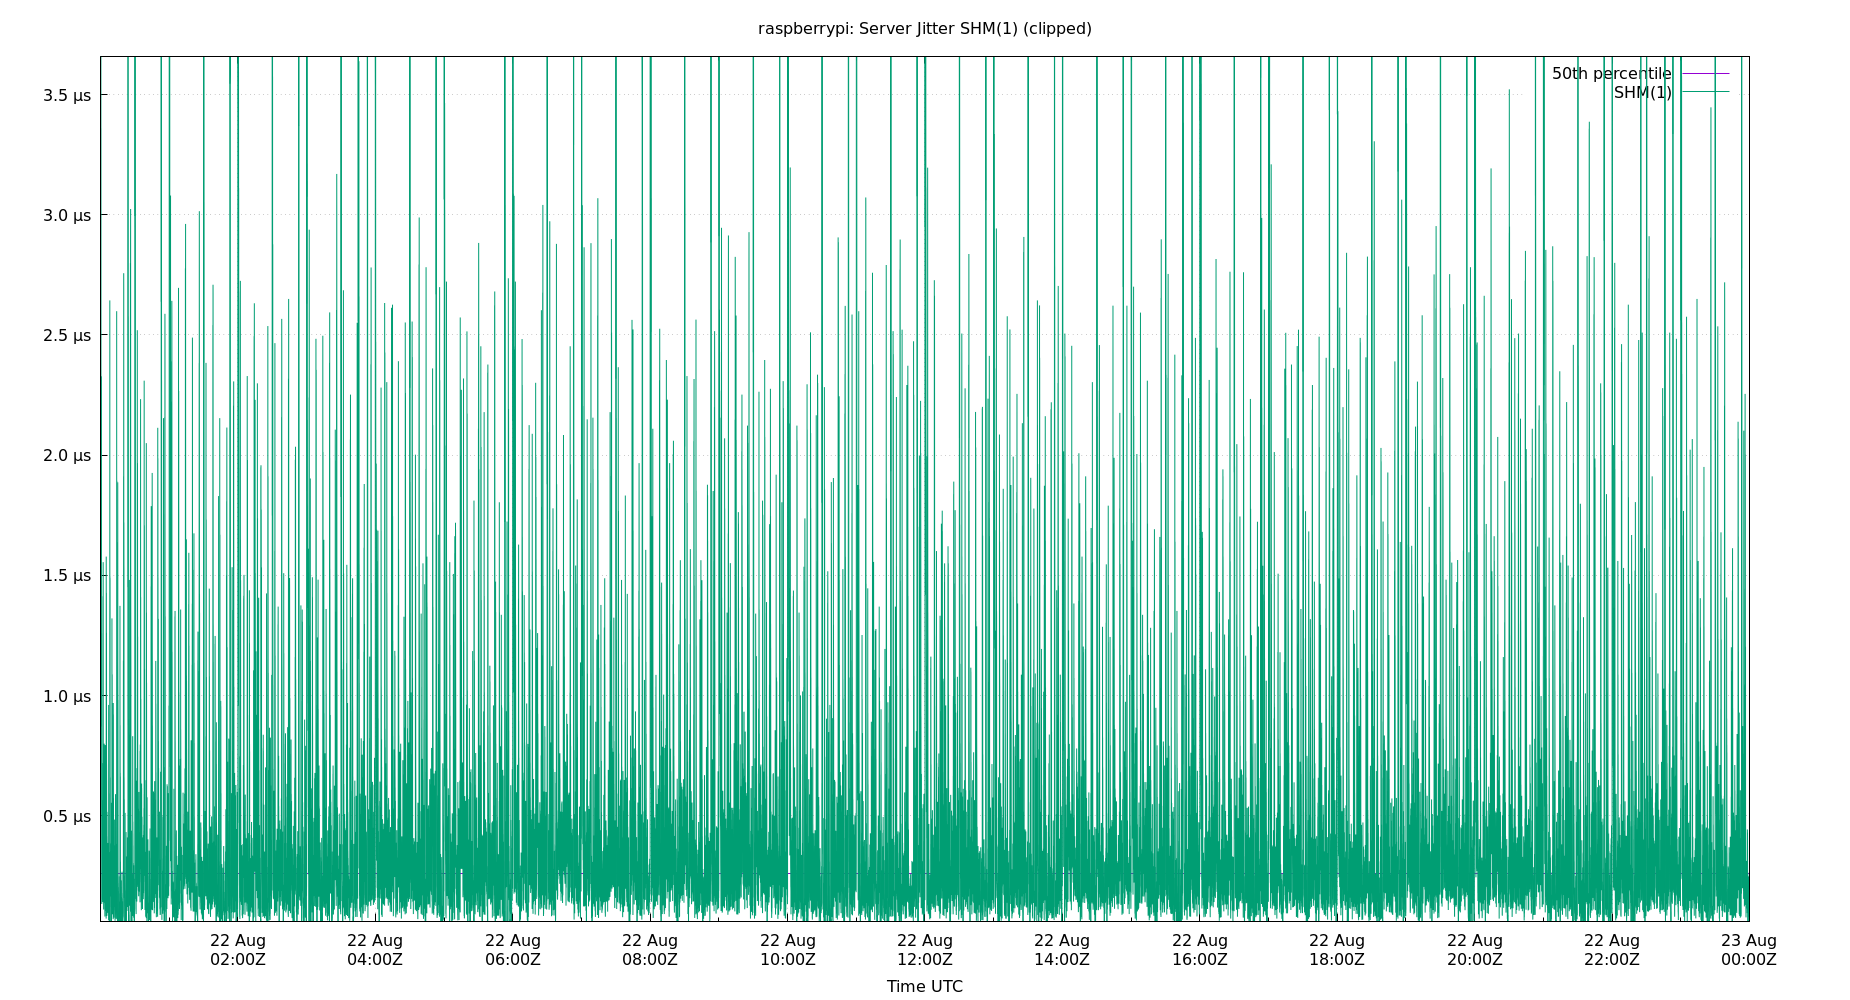 raspberrypi: Server Jitter SHM(1) (clipped)
50th percentile
SHM(1)
3.5 µs
3.0 µs
2.5 µs
2.0 µs
1.5 µs
1.0 µs
0.5 µs
22 Aug 22 Aug 22 Aug 22 Aug 22 Aug 22 Aug 22 Aug 22 Aug 22 Aug 22 Aug 22 Aug 23 Aug
02:00Z 04:00Z 06:00Z 08:00Z 10:00Z 12:00Z 14:00Z 16:00Z 18:00Z 20:00Z 22:00Z 00:00Z
Time UTC